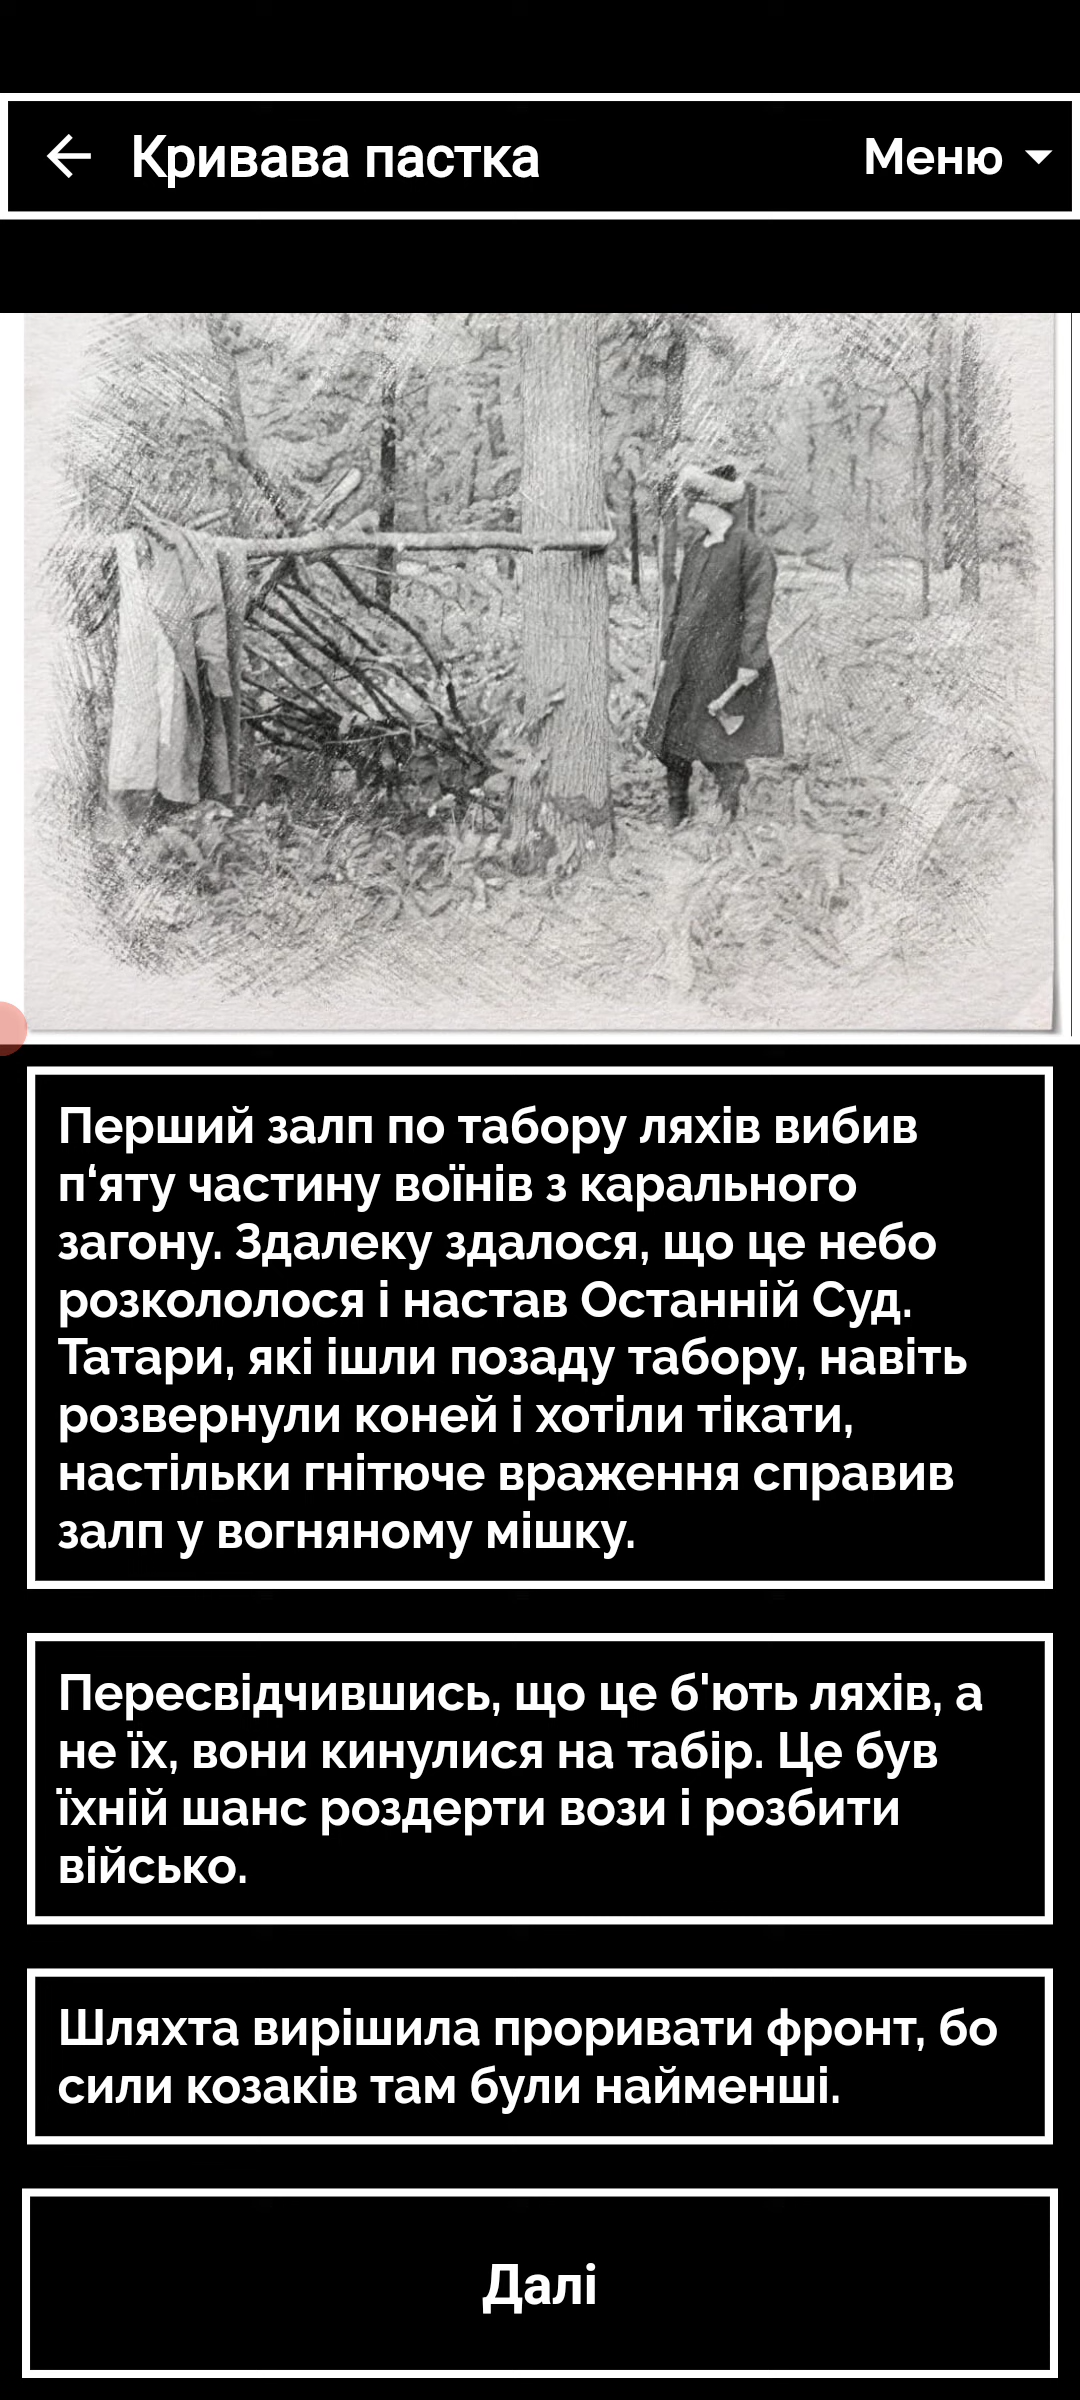 Кривава пастка
Меню
Перший залп по табору ляхів вибив
п‘яту частину воїнів з карального
загону. Здалеку здалося, що це небо
розкололося і настав Останній Суд.
Татари, які ішли позаду табору, навіть
розвернули коней і хотіли тікати,
настільки гнітюче враження справив
залп у вогняному мішку.
Пересвідчившись, що це б'ють ляхів, а
не їх, вони кинулися на табір. Це був
їхній шанс роздерти вози і розбити
військо.
Шляхта вирішила проривати фронт, бо
сили козаків там були найменші.
Далі